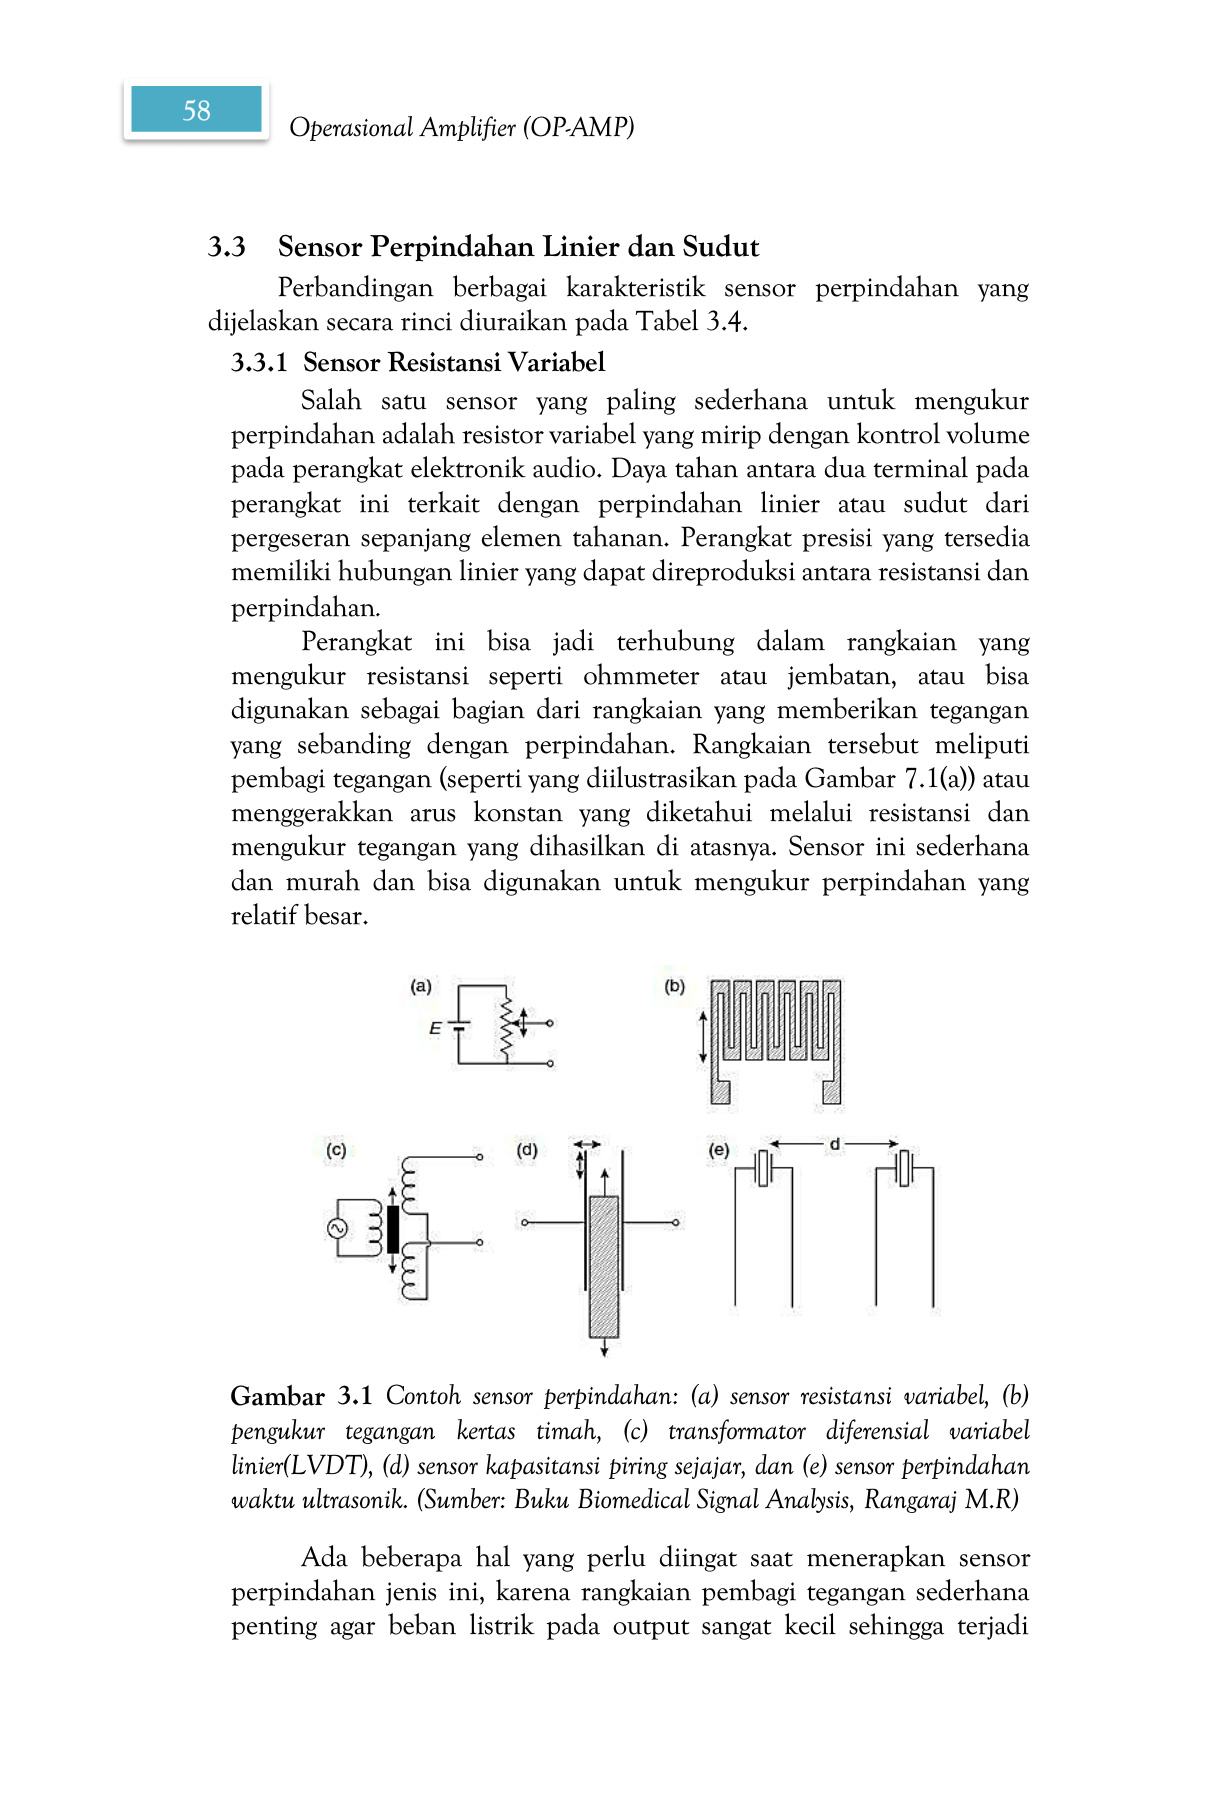 58
Operasional Amplifier (OP-AMP)
3.3 Sensor Perpindahan Linier dan Sudut
Perbandingan berbagai karakteristik sensor perpindahan yang
dijelaskan secara rinci diuraikan pada Tabel 3.4.
3.3.1 Sensor Resistansi Variabel
Salah satu sensor yang paling sederhana untuk mengukur
perpindahan adalah resistor variabel yang mirip dengan kontrol volume
pada perangkat elektronik audio. Daya tahan antara dua terminal pada
perangkat ini terkait dengan perpindahan linier atau sudut dari
pergeseran sepanjang elemen tahanan. Perangkat presisi yang tersedia
memiliki hubungan linier yang dapat direproduksi antara resistansi dan
perpindahan.
Perangkat ini bisa jadi terhubung dalam rangkaian yang
mengukur resistansi seperti ohmmeter atau jembatan, atau bisa
digunakan sebagai bagian dari rangkaian yang memberikan tegangan
yang sebanding dengan perpindahan. Rangkaian tersebut meliputi
pembagi tegangan (seperti yang diilustrasikan pada Gambar 7.1(a)) atau
menggerakkan arus konstan yang diketahui melalui resistansi dan
mengukur tegangan yang dihasilkan di atasnya. Sensor ini sederhana
dan murah dan bisa digunakan untuk mengukur perpindahan yang
relatif besar.
(a)
E
(b)
(c)
(d)
(e)
d
Gambar 3.1 Contoh sensor perpindahan: (a) sensor resistansi variabel, (b)
pengukur tegangan kertas timah, (c) transformator diferensial variabel
linier(LVDT), (d) sensor kapasitansi piring sejajar, dan (e) sensor perpindahan
waktu ultrasonik. (Sumber: Buku Biomedical Signal Analysis, Rangaraj M.R)
Ada beberapa hal yang perlu diingat saat menerapkan sensor
perpindahan jenis ini, karena rangkaian pembagi tegangan sederhana
penting agar beban listrik pada output sangat kecil sehingga terjadi